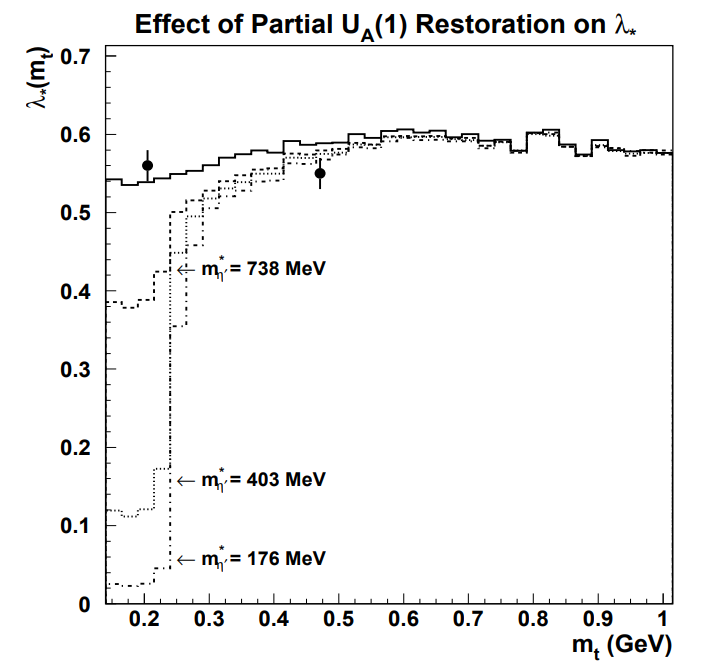 Effect of Partial U_A(1) Restoration on λ*
λ*(m_t)
0.7
0.6
0.5
0.4
0.3
0.2
0.1
0
← m*_η′ = 738 MeV
← m*_η′ = 403 MeV
← m*_η′ = 176 MeV
0.2 0.3 0.4 0.5 0.6 0.7 0.8 0.9 1
m_t (GeV)